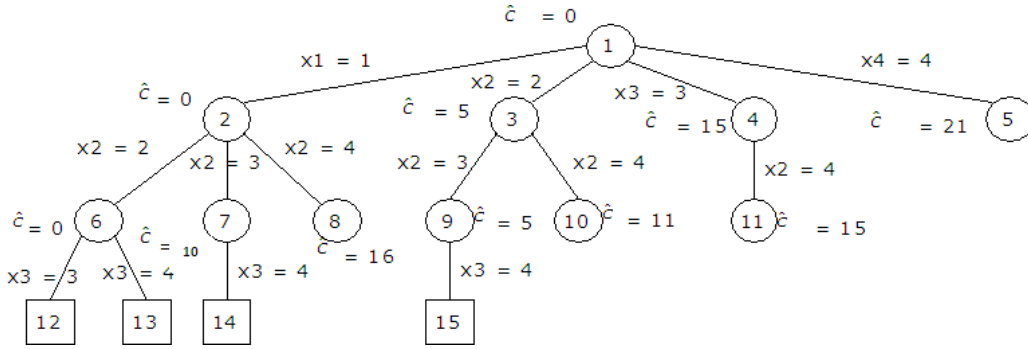 ĉ = 0
1
x1 = 1
x2 = 2
x3 = 3
x4 = 4
ĉ = 0
2
ĉ = 5
3
ĉ = 15
4
ĉ = 21
5
x2 = 2
x2 = 3
x2 = 4
x2 = 3
x2 = 4
x2 = 4
ĉ = 0
6
ĉ = 10
7
8
ĉ = 16
9
ĉ = 5
10
ĉ = 11
11
ĉ = 15
x3 = 3
x3 = 4
x3 = 4
x3 = 4
12
13
14
15